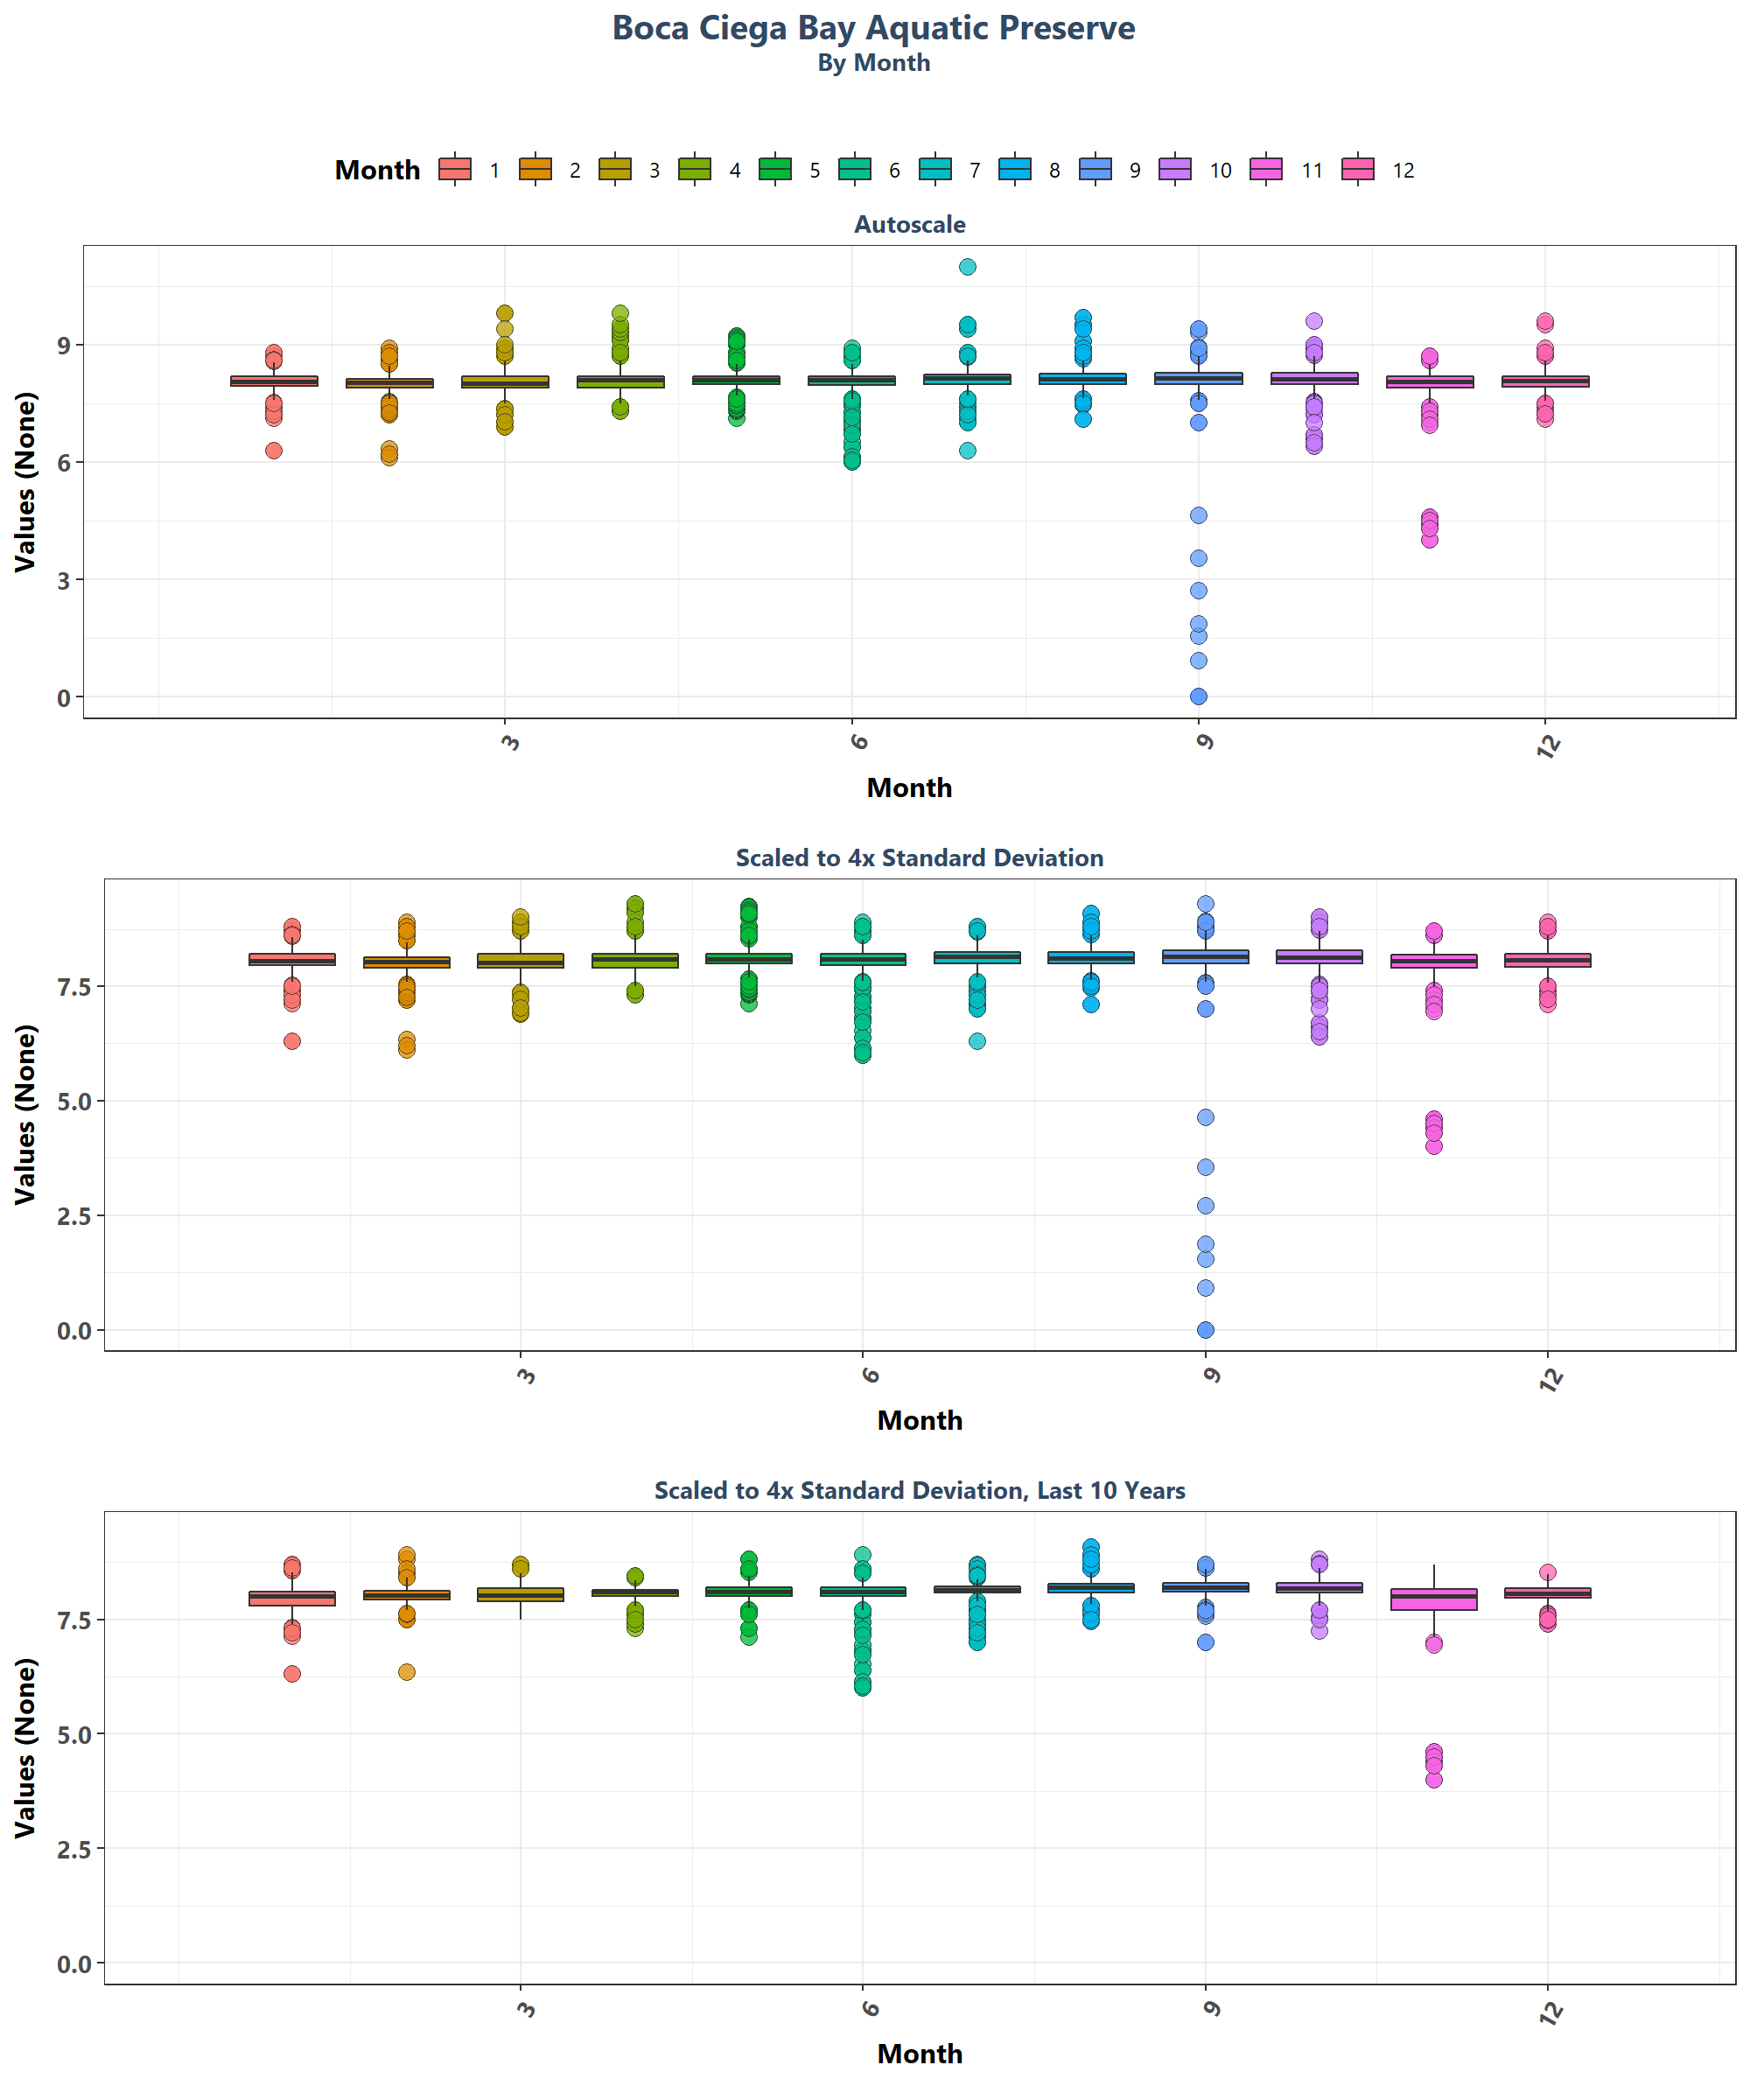 Boca Ciega Bay Aquatic Preserve
By Month
Month 1 2 3 4 5 6 7 8 9 10 11 12
Autoscale
Values (None)
9
6
3
0
3 6 9 12
Month
Scaled to 4x Standard Deviation
Values (None)
7.5
5.0
2.5
0.0
3 6 9 12
Month
Scaled to 4x Standard Deviation, Last 10 Years
Values (None)
7.5
5.0
2.5
0.0
3 6 9 12
Month